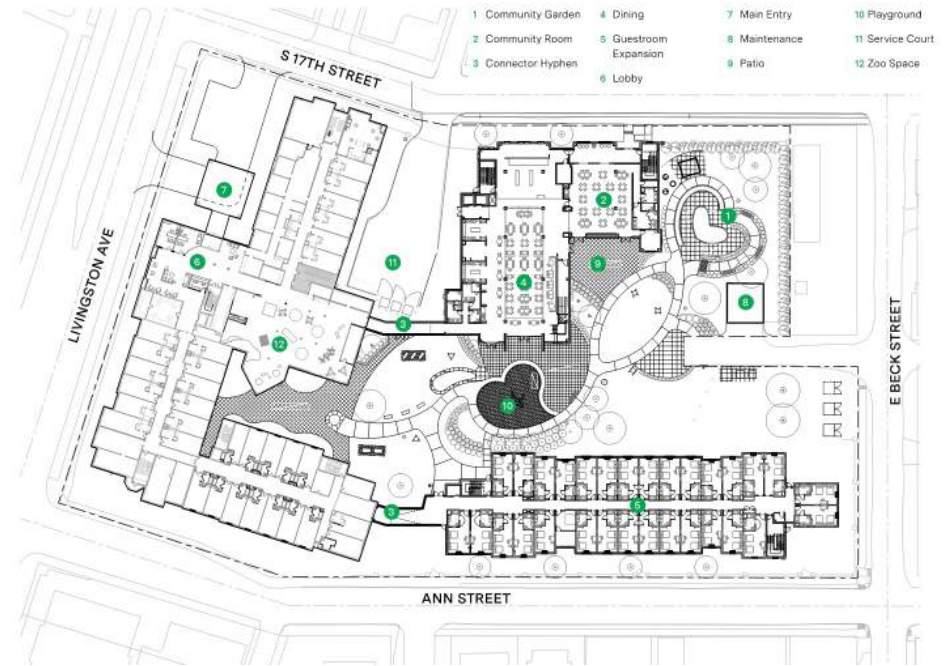 1 Community Garden
2 Community Room
3 Connector Hyphen
4 Dining
5 Guestroom
Expansion
6 Lobby
7 Main Entry
8 Maintenance
9 Patio
10 Playground
11 Service Court
12 Zoo Space
S 17TH STREET
LIVINGSTON AVE
E BECK STREET
ANN STREET
7
6
12
11
3
4
2
9
1
8
10
3
5